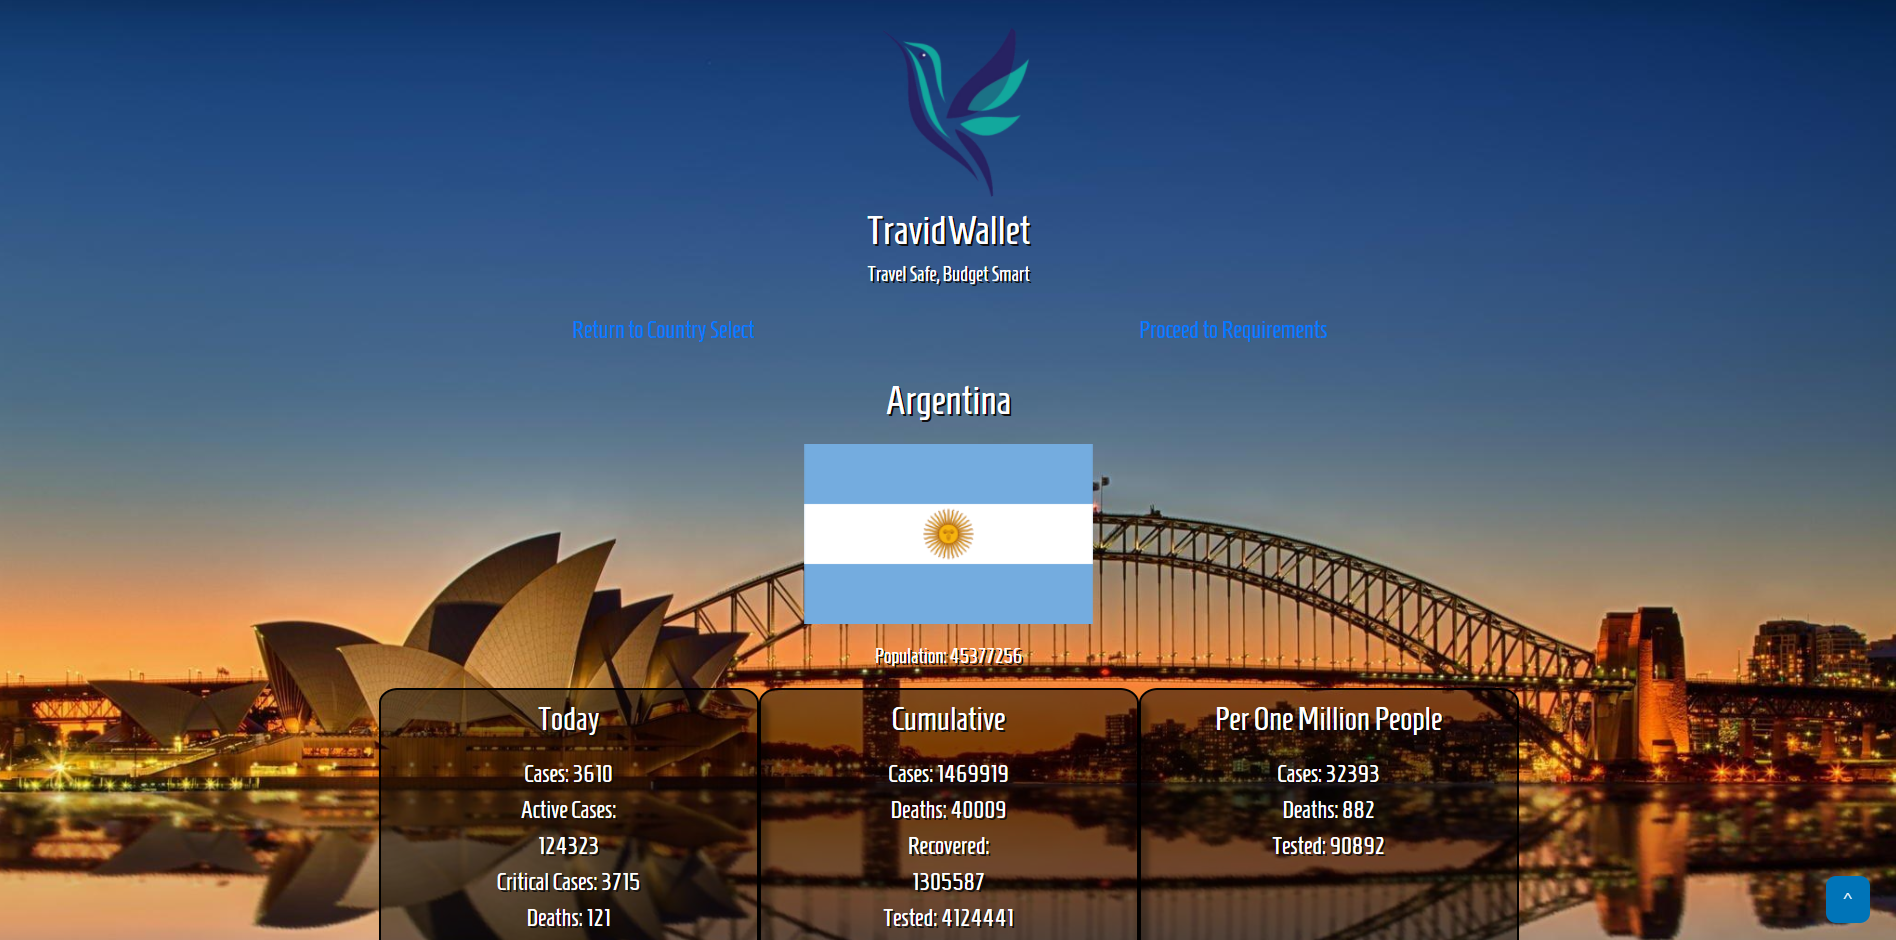 TravidWallet
Travel Safe, Budget Smart
Return to Country Select
Proceed to Requirements
Argentina
Population: 45377256
Today
Cases: 3610
Active Cases:
124323
Critical Cases: 3715
Deaths: 121
Cumulative
Cases: 1469919
Deaths: 40009
Recovered:
1305587
Tested: 4124441
Per One Million People
Cases: 32393
Deaths: 882
Tested: 90892
^